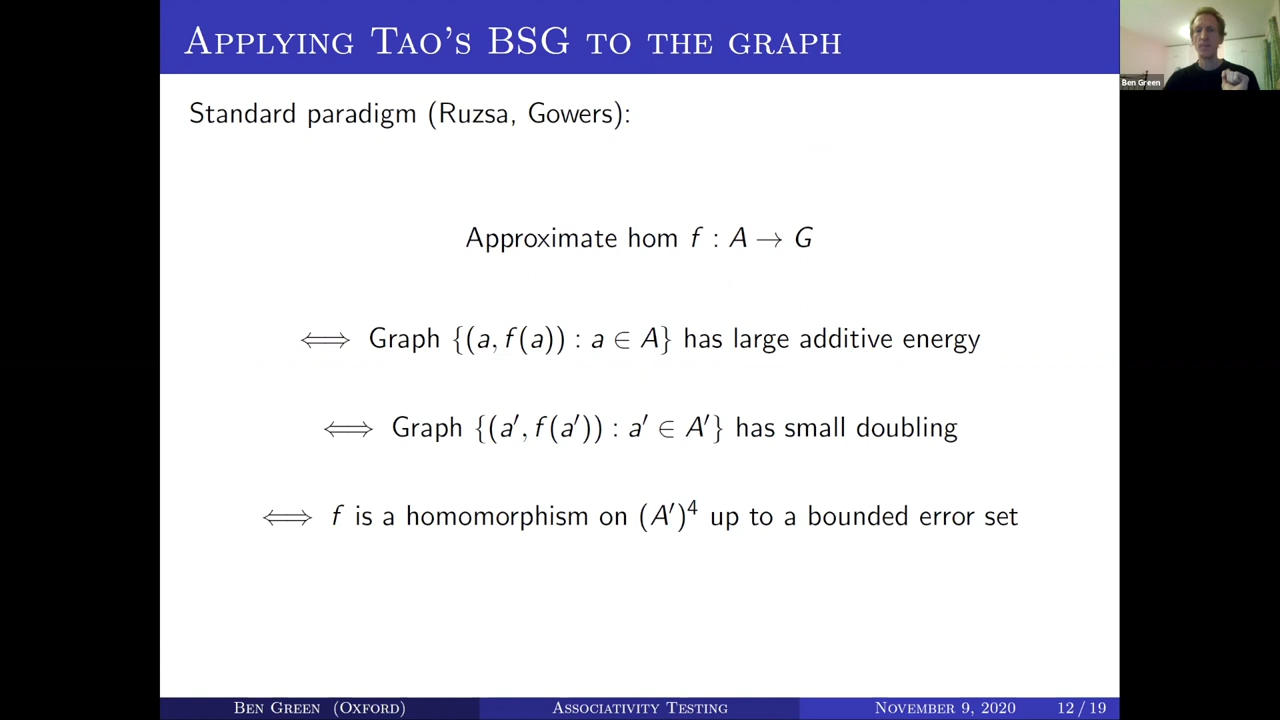 Applying Tao's BSG to the graph
Ben Green
Standard paradigm (Ruzsa, Gowers):
Approximate hom f : A → G
⟺ Graph {(a, f(a)) : a ∈ A} has large additive energy
⟺ Graph {(a′, f(a′)) : a′ ∈ A′} has small doubling
⟺ f is a homomorphism on (A′)⁴ up to a bounded error set
Ben Green (Oxford) Associativity Testing November 9, 2020 12 / 19